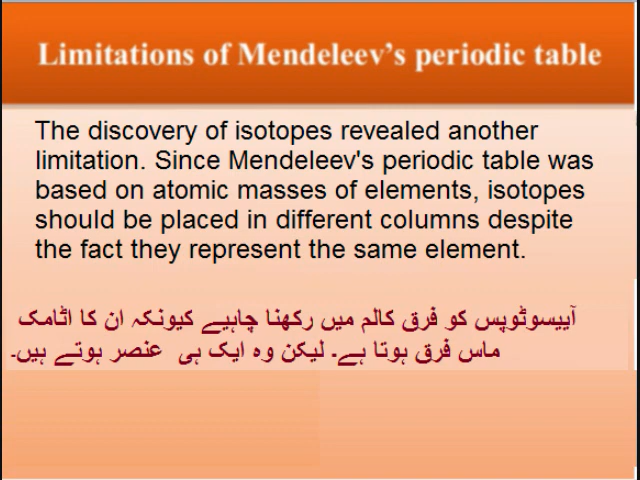 Limitations of Mendeleev’s periodic table
The discovery of isotopes revealed another
limitation. Since Mendeleev's periodic table was
based on atomic masses of elements, isotopes
should be placed in different columns despite
the fact they represent the same element.
آییسوٹوپس کو فرق کالم میں رکھنا چاہیے کیونکہ ان کا اٹامک
ماس فرق ہوتا ہے۔ لیکن وہ ایک ہی عنصر ہوتے ہیں۔